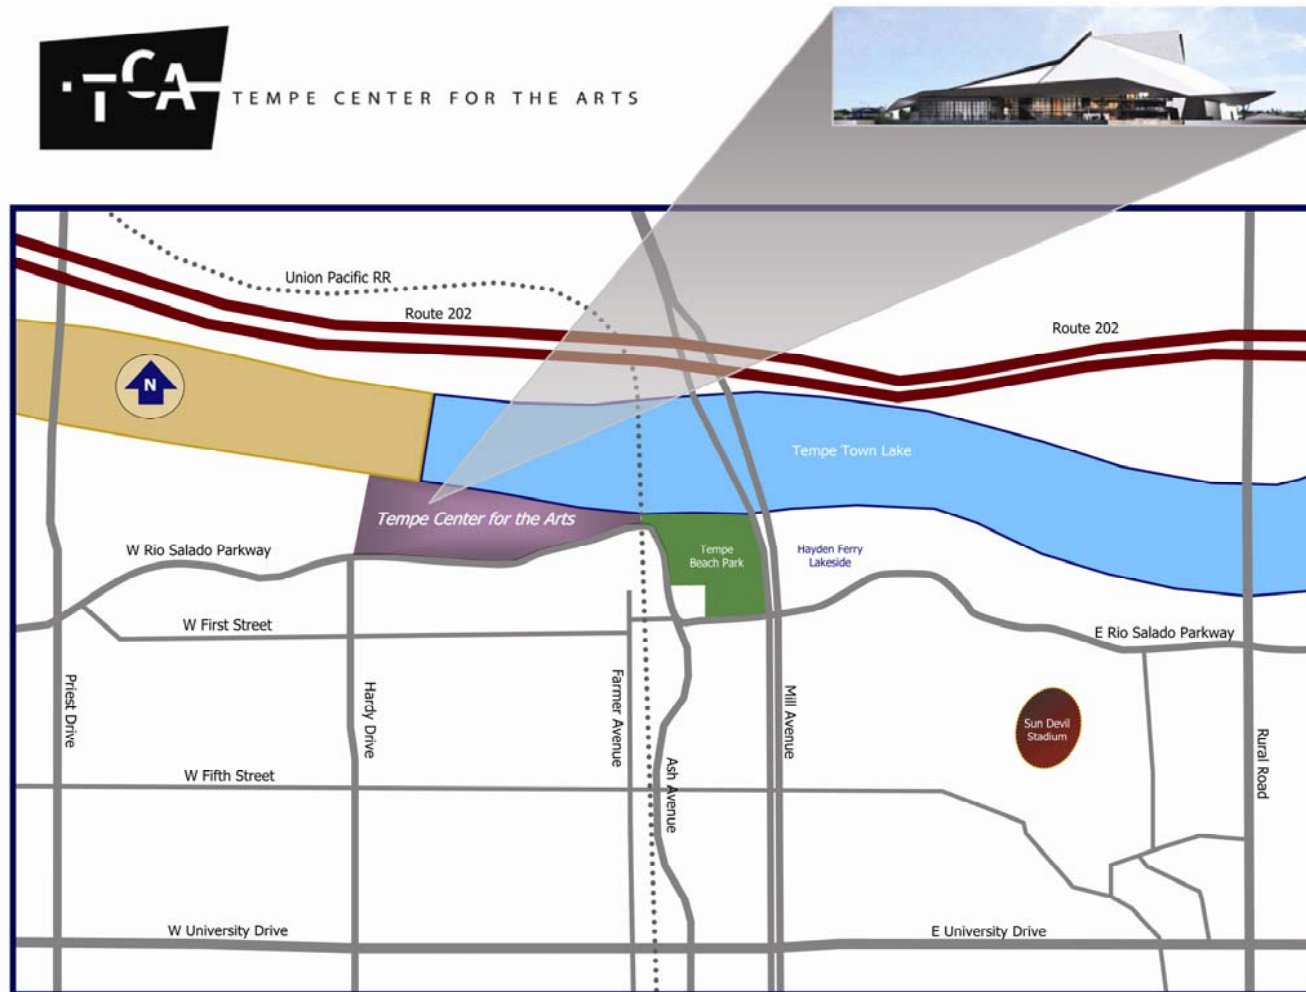 TCA
TEMPE CENTER FOR THE ARTS
Union Pacific RR
Route 202
Route 202
N
Tempe Town Lake
Tempe Center for the Arts
W Rio Salado Parkway
Tempe
Beach Park
Hayden Ferry
Lakeside
W First Street
E Rio Salado Parkway
Priest Drive
Hardy Drive
Farmer Avenue
Ash Avenue
Mill Avenue
Sun Devil
Stadium
Rural Road
W Fifth Street
W University Drive
E University Drive